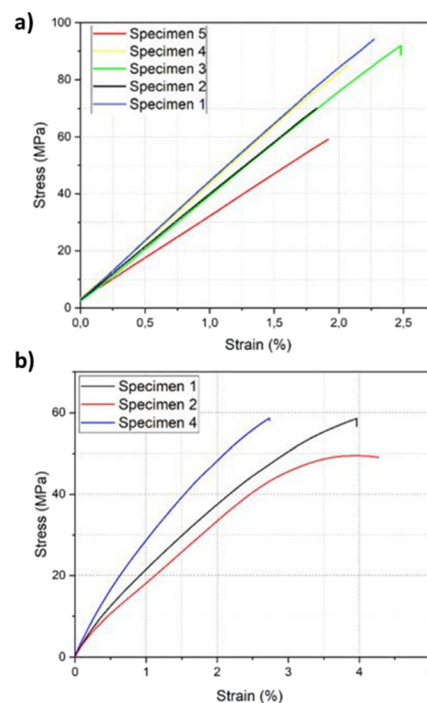 a)
Specimen 5
Specimen 4
Specimen 3
Specimen 2
Specimen 1
100
80
60
40
20
0
Stress (MPa)
0,0 0,5 1,0 1,5 2,0 2,5
Strain (%)
b)
Specimen 1
Specimen 2
Specimen 4
60
40
20
0
Stress (MPa)
0 1 2 3 4
Strain (%)